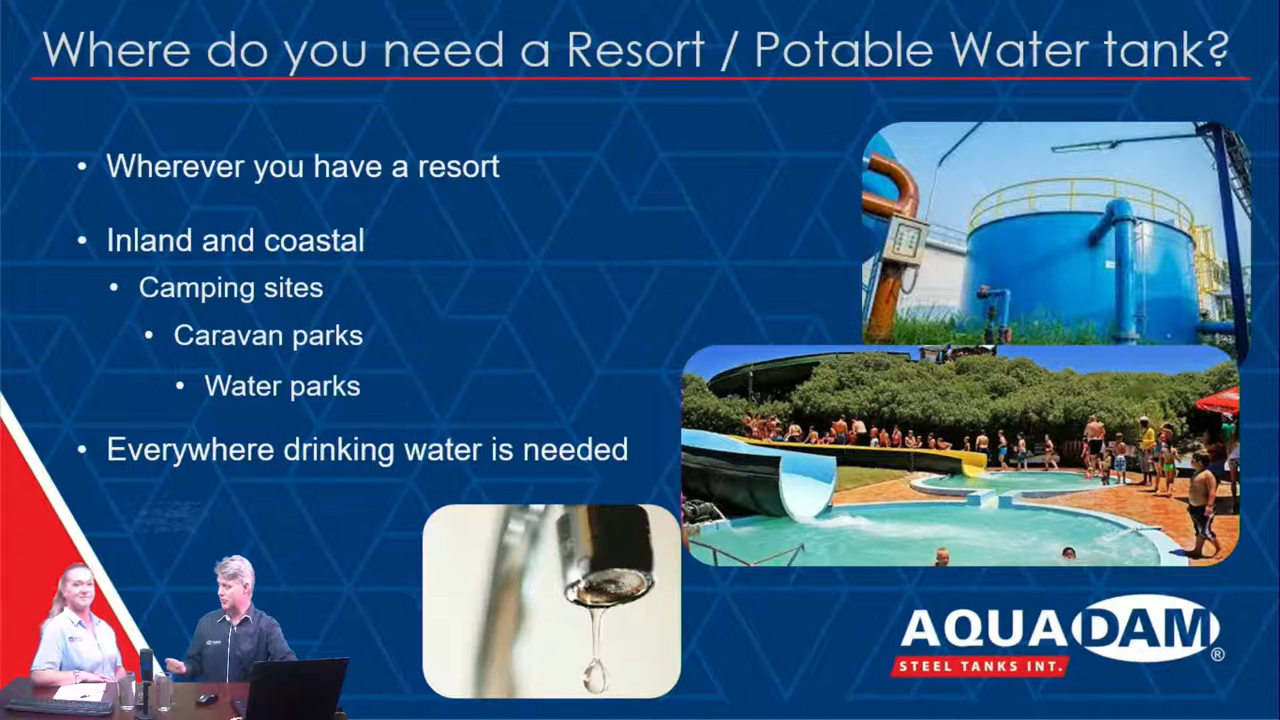 Where do you need a Resort / Potable Water tank?
• Wherever you have a resort
• Inland and coastal
• Camping sites
• Caravan parks
• Water parks
• Everywhere drinking water is needed
AQUADAM®
STEEL TANKS INT.